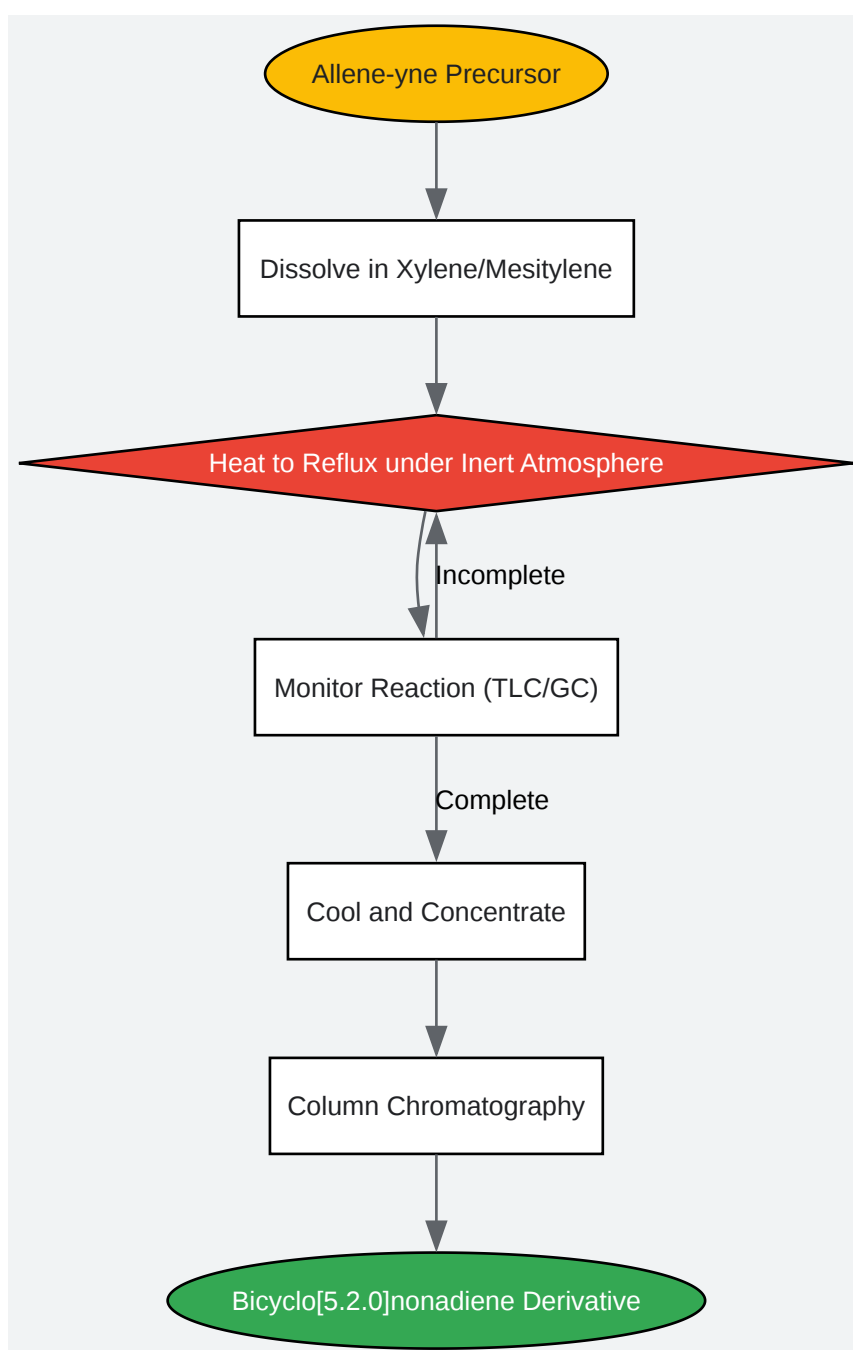 Allene-yne Precursor
Dissolve in Xylene/Mesitylene
Heat to Reflux under Inert Atmosphere
Incomplete
Monitor Reaction (TLC/GC)
Complete
Cool and Concentrate
Column Chromatography
Bicyclo[5.2.0]nonadiene Derivative